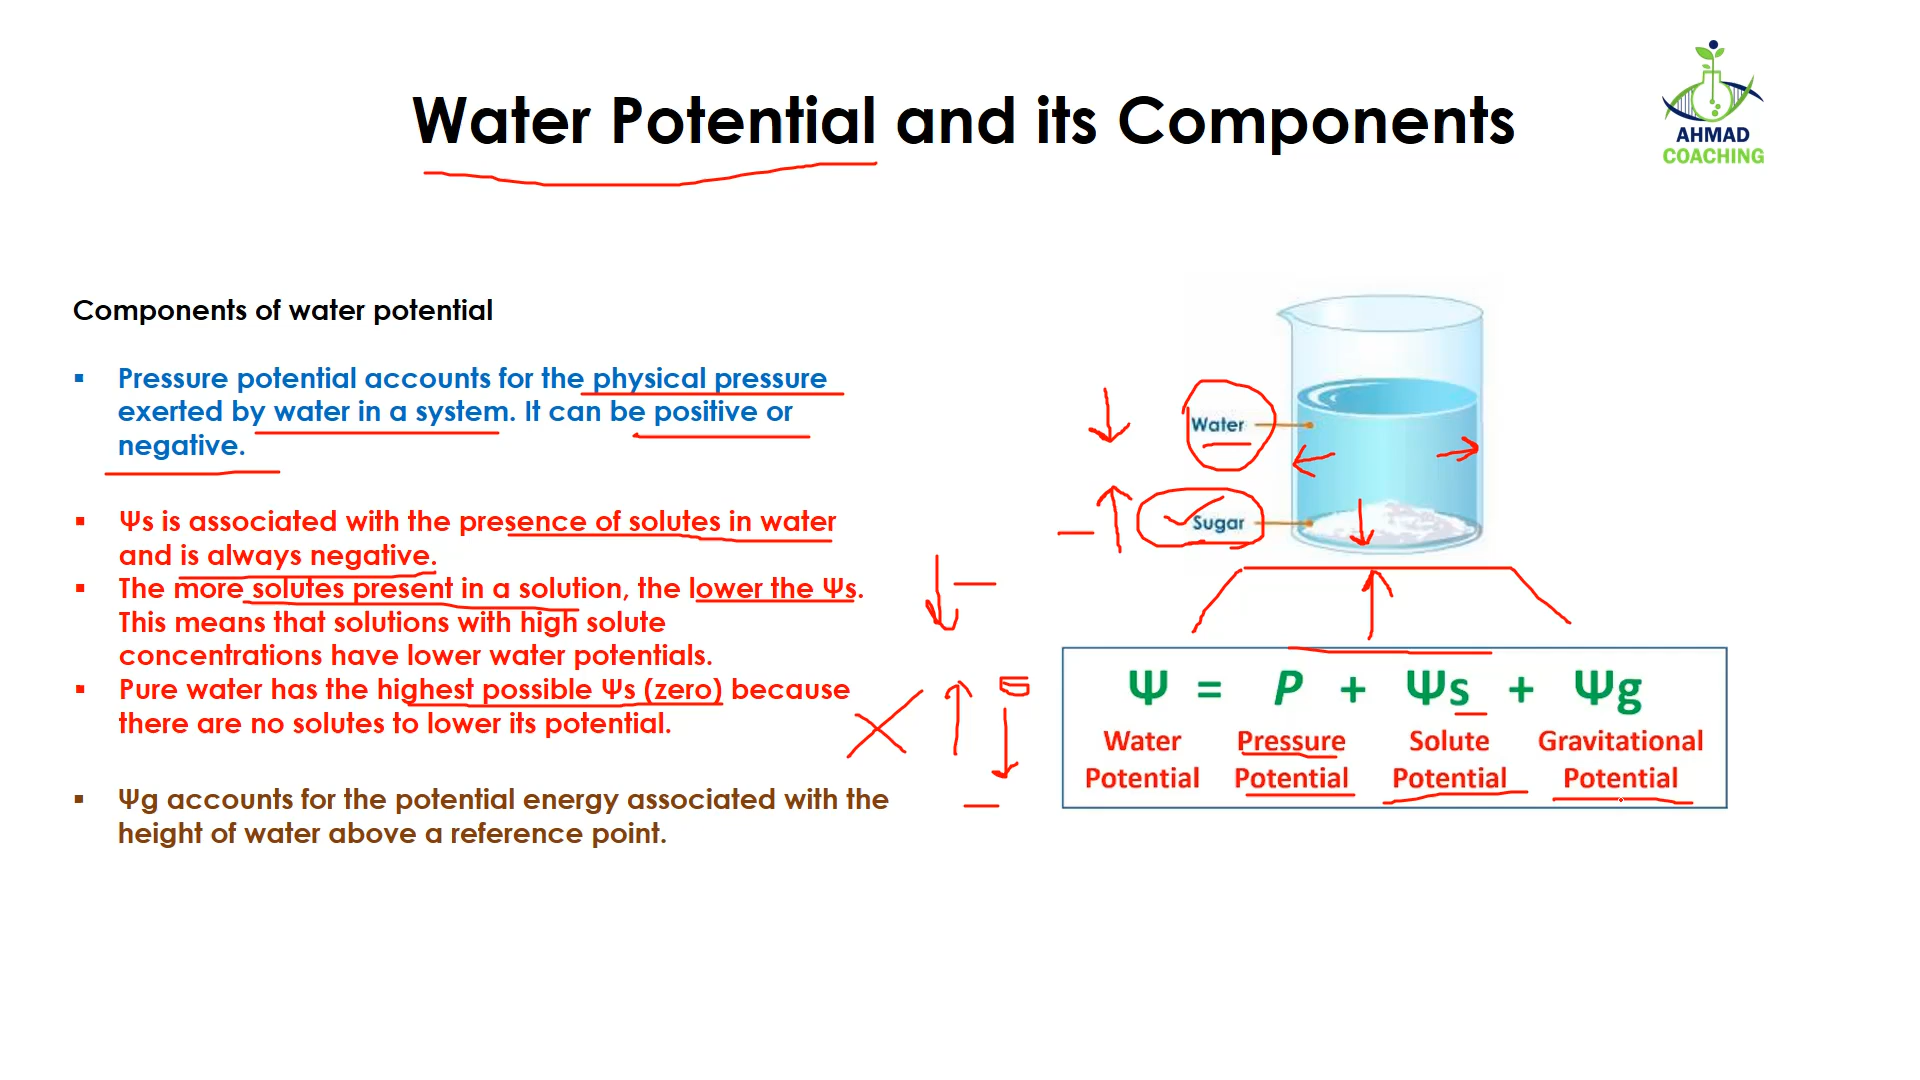 Water Potential and its Components
AHMAD
COACHING
Components of water potential
▪ Pressure potential accounts for the physical pressure
exerted by water in a system. It can be positive or
negative.
▪ Ψs is associated with the presence of solutes in water
and is always negative.
▪ The more solutes present in a solution, the lower the Ψs.
This means that solutions with high solute
concentrations have lower water potentials.
▪ Pure water has the highest possible Ψs (zero) because
there are no solutes to lower its potential.
▪ Ψg accounts for the potential energy associated with the
height of water above a reference point.
Water
Sugar
Ψ = P + Ψs + Ψg
Water Pressure Solute Gravitational
Potential Potential Potential Potential